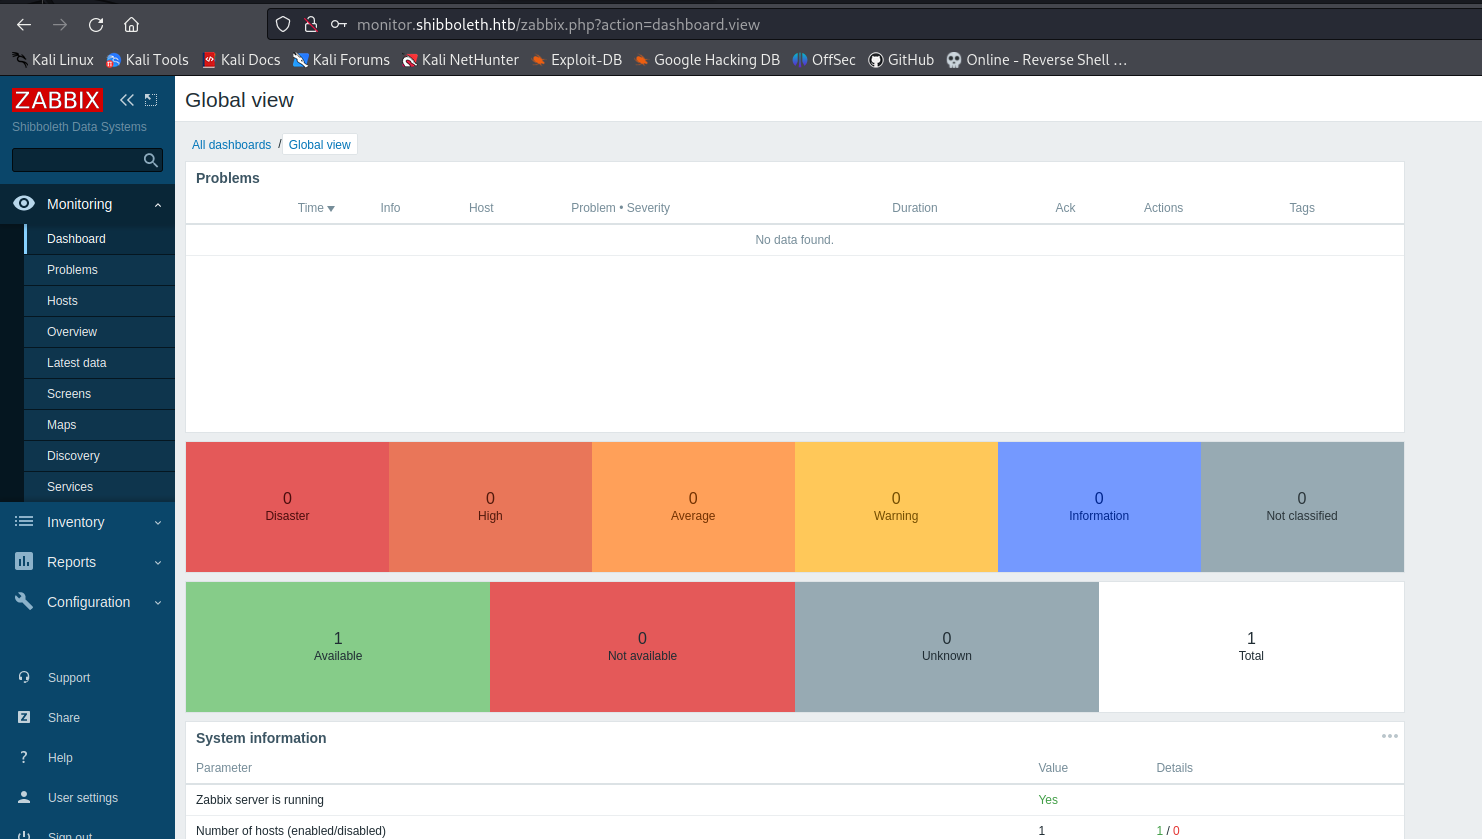 monitor.shibboleth.htb/zabbix.php?action=dashboard.view
Kali Linux Kali Tools Kali Docs Kali Forums Kali NetHunter Exploit-DB Google Hacking DB OffSec GitHub Online - Reverse Shell …
ZABBIX
Shibboleth Data Systems
Monitoring
Dashboard
Problems
Hosts
Overview
Latest data
Screens
Maps
Discovery
Services
Inventory
Reports
Configuration
Support
Z Share
? Help
User settings
Sign out
Global view
All dashboards / Global view
Problems
Time Info Host Problem • Severity Duration Ack Actions Tags
No data found.
0 0 0 0 0 0
Disaster High Average Warning Information Not classified
1 0 0 1
Available Not available Unknown Total
System information
Parameter Value Details
Zabbix server is running Yes
Number of hosts (enabled/disabled) 1 1 / 0